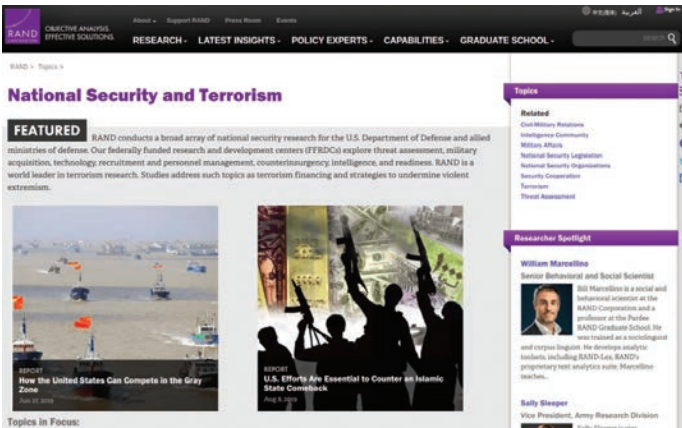 RAND
OBJECTIVE ANALYSIS.
EFFECTIVE SOLUTIONS.
About Support RAND Press Room Events
العربية Sign In
RESEARCH LATEST INSIGHTS POLICY EXPERTS CAPABILITIES GRADUATE SCHOOL
SEARCH
RAND > Topics >
National Security and Terrorism
FEATURED
RAND conducts a broad array of national security research for the U.S. Department of Defense and allied
ministries of defense. Our federally funded research and development centers (FFRDCs) explore threat assessment, military
acquisition, technology, recruitment and personnel management, counterinsurgency, intelligence, and readiness. RAND is a
world leader in terrorism research. Studies address such topics as terrorism financing and strategies to undermine violent
extremism.
REPORT
How the United States Can Compete in the Gray
Zone
Jun 27, 2019
REPORT
U.S. Efforts Are Essential to Counter an Islamic
State Comeback
Aug 8, 2019
Topics in Focus:
Topics
Related
Civil-Military Relations
Intelligence Community
Military Affairs
National Security Legislation
National Security Organizations
Security Cooperation
Terrorism
Threat Assessment
Researcher Spotlight
William Marcellino
Senior Behavioral and Social Scientist
Bill Marcellino is a social and
behavioral scientist at the
RAND Corporation and a
professor at the Pardee
RAND Graduate School. He
was trained as a sociolinguist
and corpus linguist. He develops analytic
toolsets, including RAND-Lex, RAND's
proprietary text analytics suite. Marcellino
teaches…
Sally Sleeper
Vice President, Army Research Division